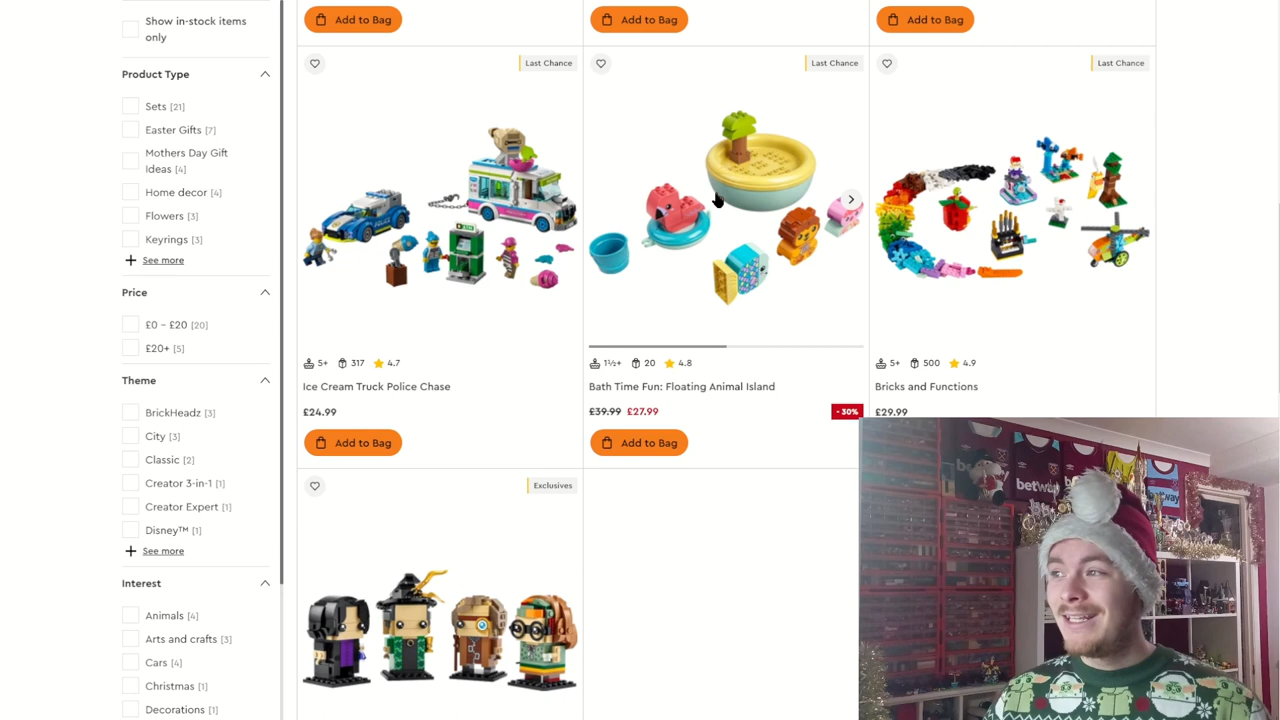 Show in-stock items
only
Product Type
Sets [21]
Easter Gifts [7]
Mothers Day Gift
Ideas [4]
Home decor [4]
Flowers [3]
Keyrings [3]
See more
Price
£0 – £20 [20]
£20+ [5]
Theme
BrickHeadz [3]
City [3]
Classic [2]
Creator 3-in-1 [1]
Creator Expert [1]
Disney™ [1]
See more
Interest
Animals [4]
Arts and crafts [3]
Cars [4]
Christmas [1]
Decorations [1]
Add to Bag
Add to Bag
Add to Bag
Last Chance
5+ 317 4.7
Ice Cream Truck Police Chase
£24.99
Add to Bag
Last Chance
1½+ 20 4.8
Bath Time Fun: Floating Animal Island
£39.99 £27.99
- 30%
Add to Bag
Last Chance
5+ 500 4.9
Bricks and Functions
£29.99
Exclusives
betway
betway